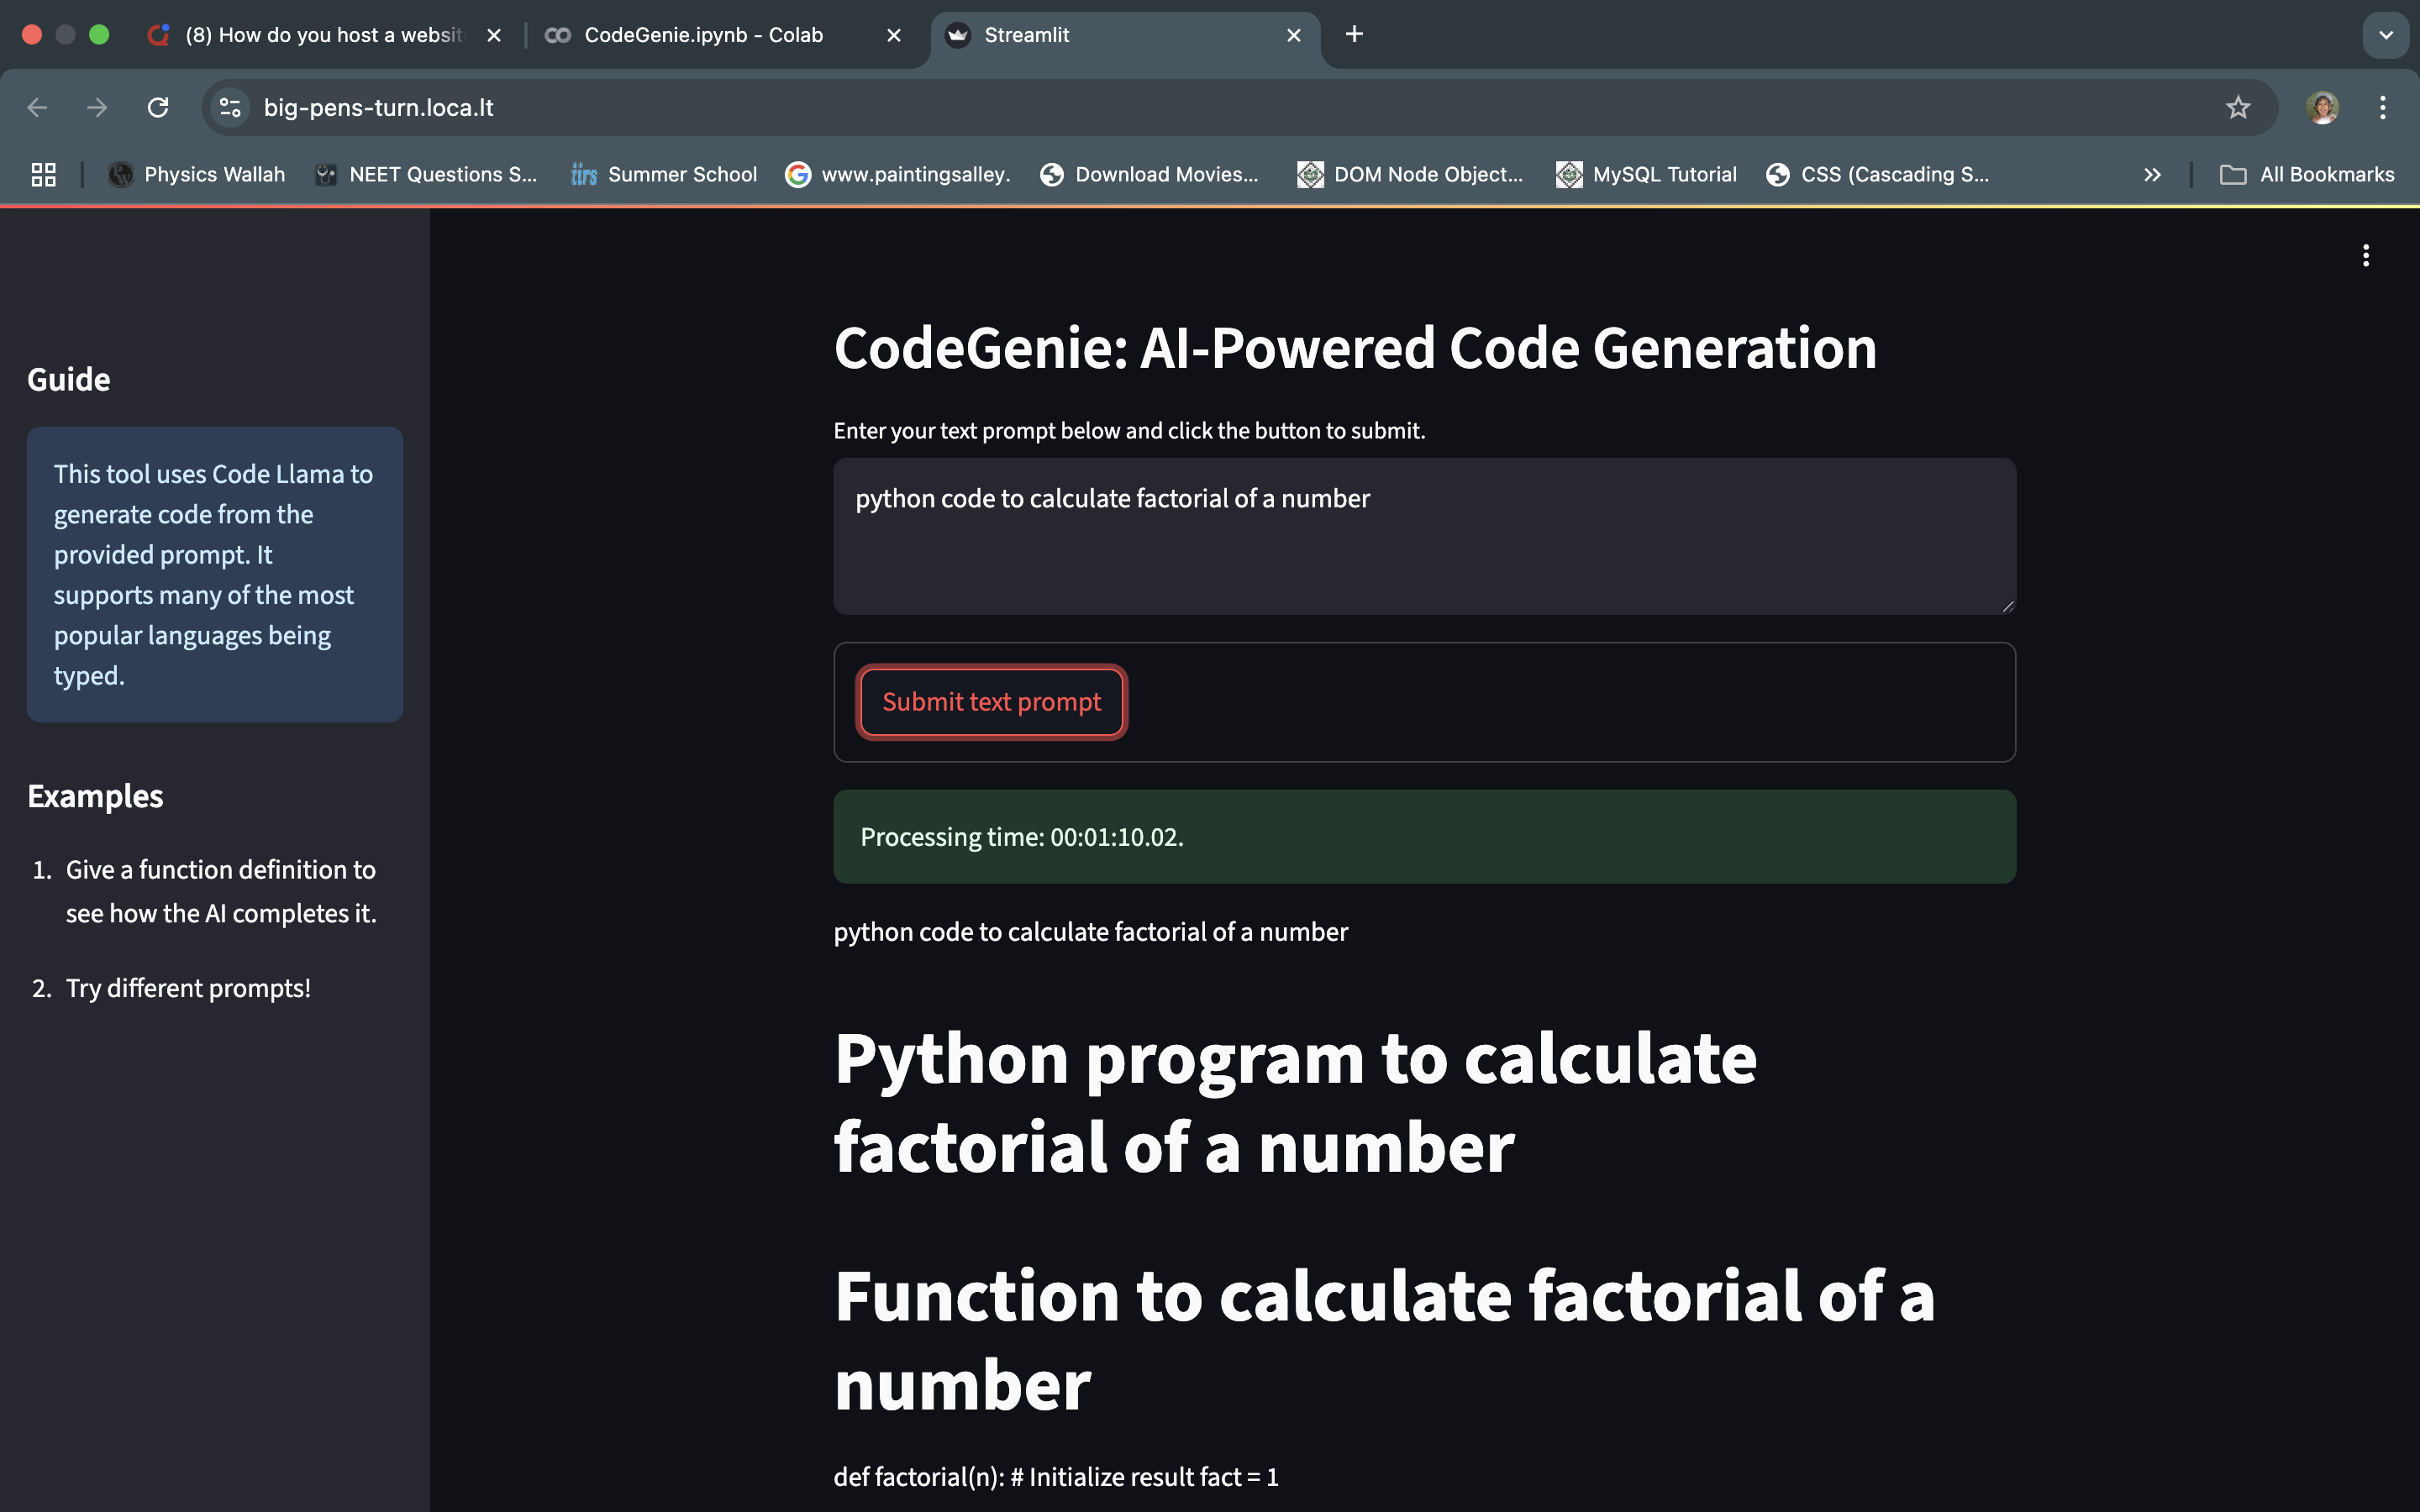 (8) How do you host a websit
CodeGenie.ipynb - Colab
Streamlit
big-pens-turn.loca.lt
Physics Wallah
NEET Questions S...
Summer School
www.paintingsalley.
Download Movies...
DOM Node Object...
MySQL Tutorial
CSS (Cascading S...
All Bookmarks
Guide
This tool uses Code Llama to
generate code from the
provided prompt. It
supports many of the most
popular languages being
typed.
Examples
1. Give a function definition to
see how the AI completes it.
2. Try different prompts!
CodeGenie: AI-Powered Code Generation
Enter your text prompt below and click the button to submit.
python code to calculate factorial of a number
Submit text prompt
Processing time: 00:01:10.02.
python code to calculate factorial of a number
Python program to calculate
factorial of a number
Function to calculate factorial of a
number
def factorial(n): # Initialize result fact = 1